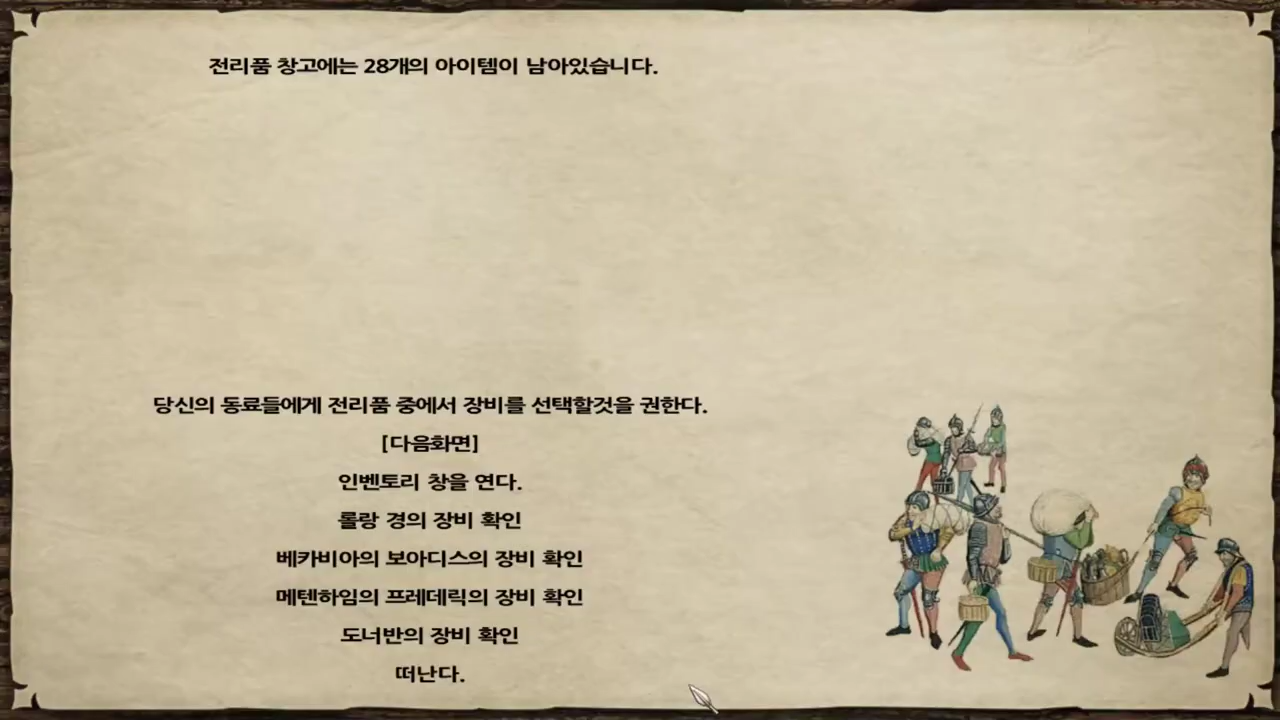 전리품 창고에는 28개의 아이템이 남아있습니다.
당신의 동료들에게 전리품 중에서 장비를 선택할것을 권한다.
[다음화면]
인벤토리 창을 연다.
롤랑 경의 장비 확인
베카비아의 보아디스의 장비 확인
메텐하임의 프레데릭의 장비 확인
도너반의 장비 확인
떠난다.